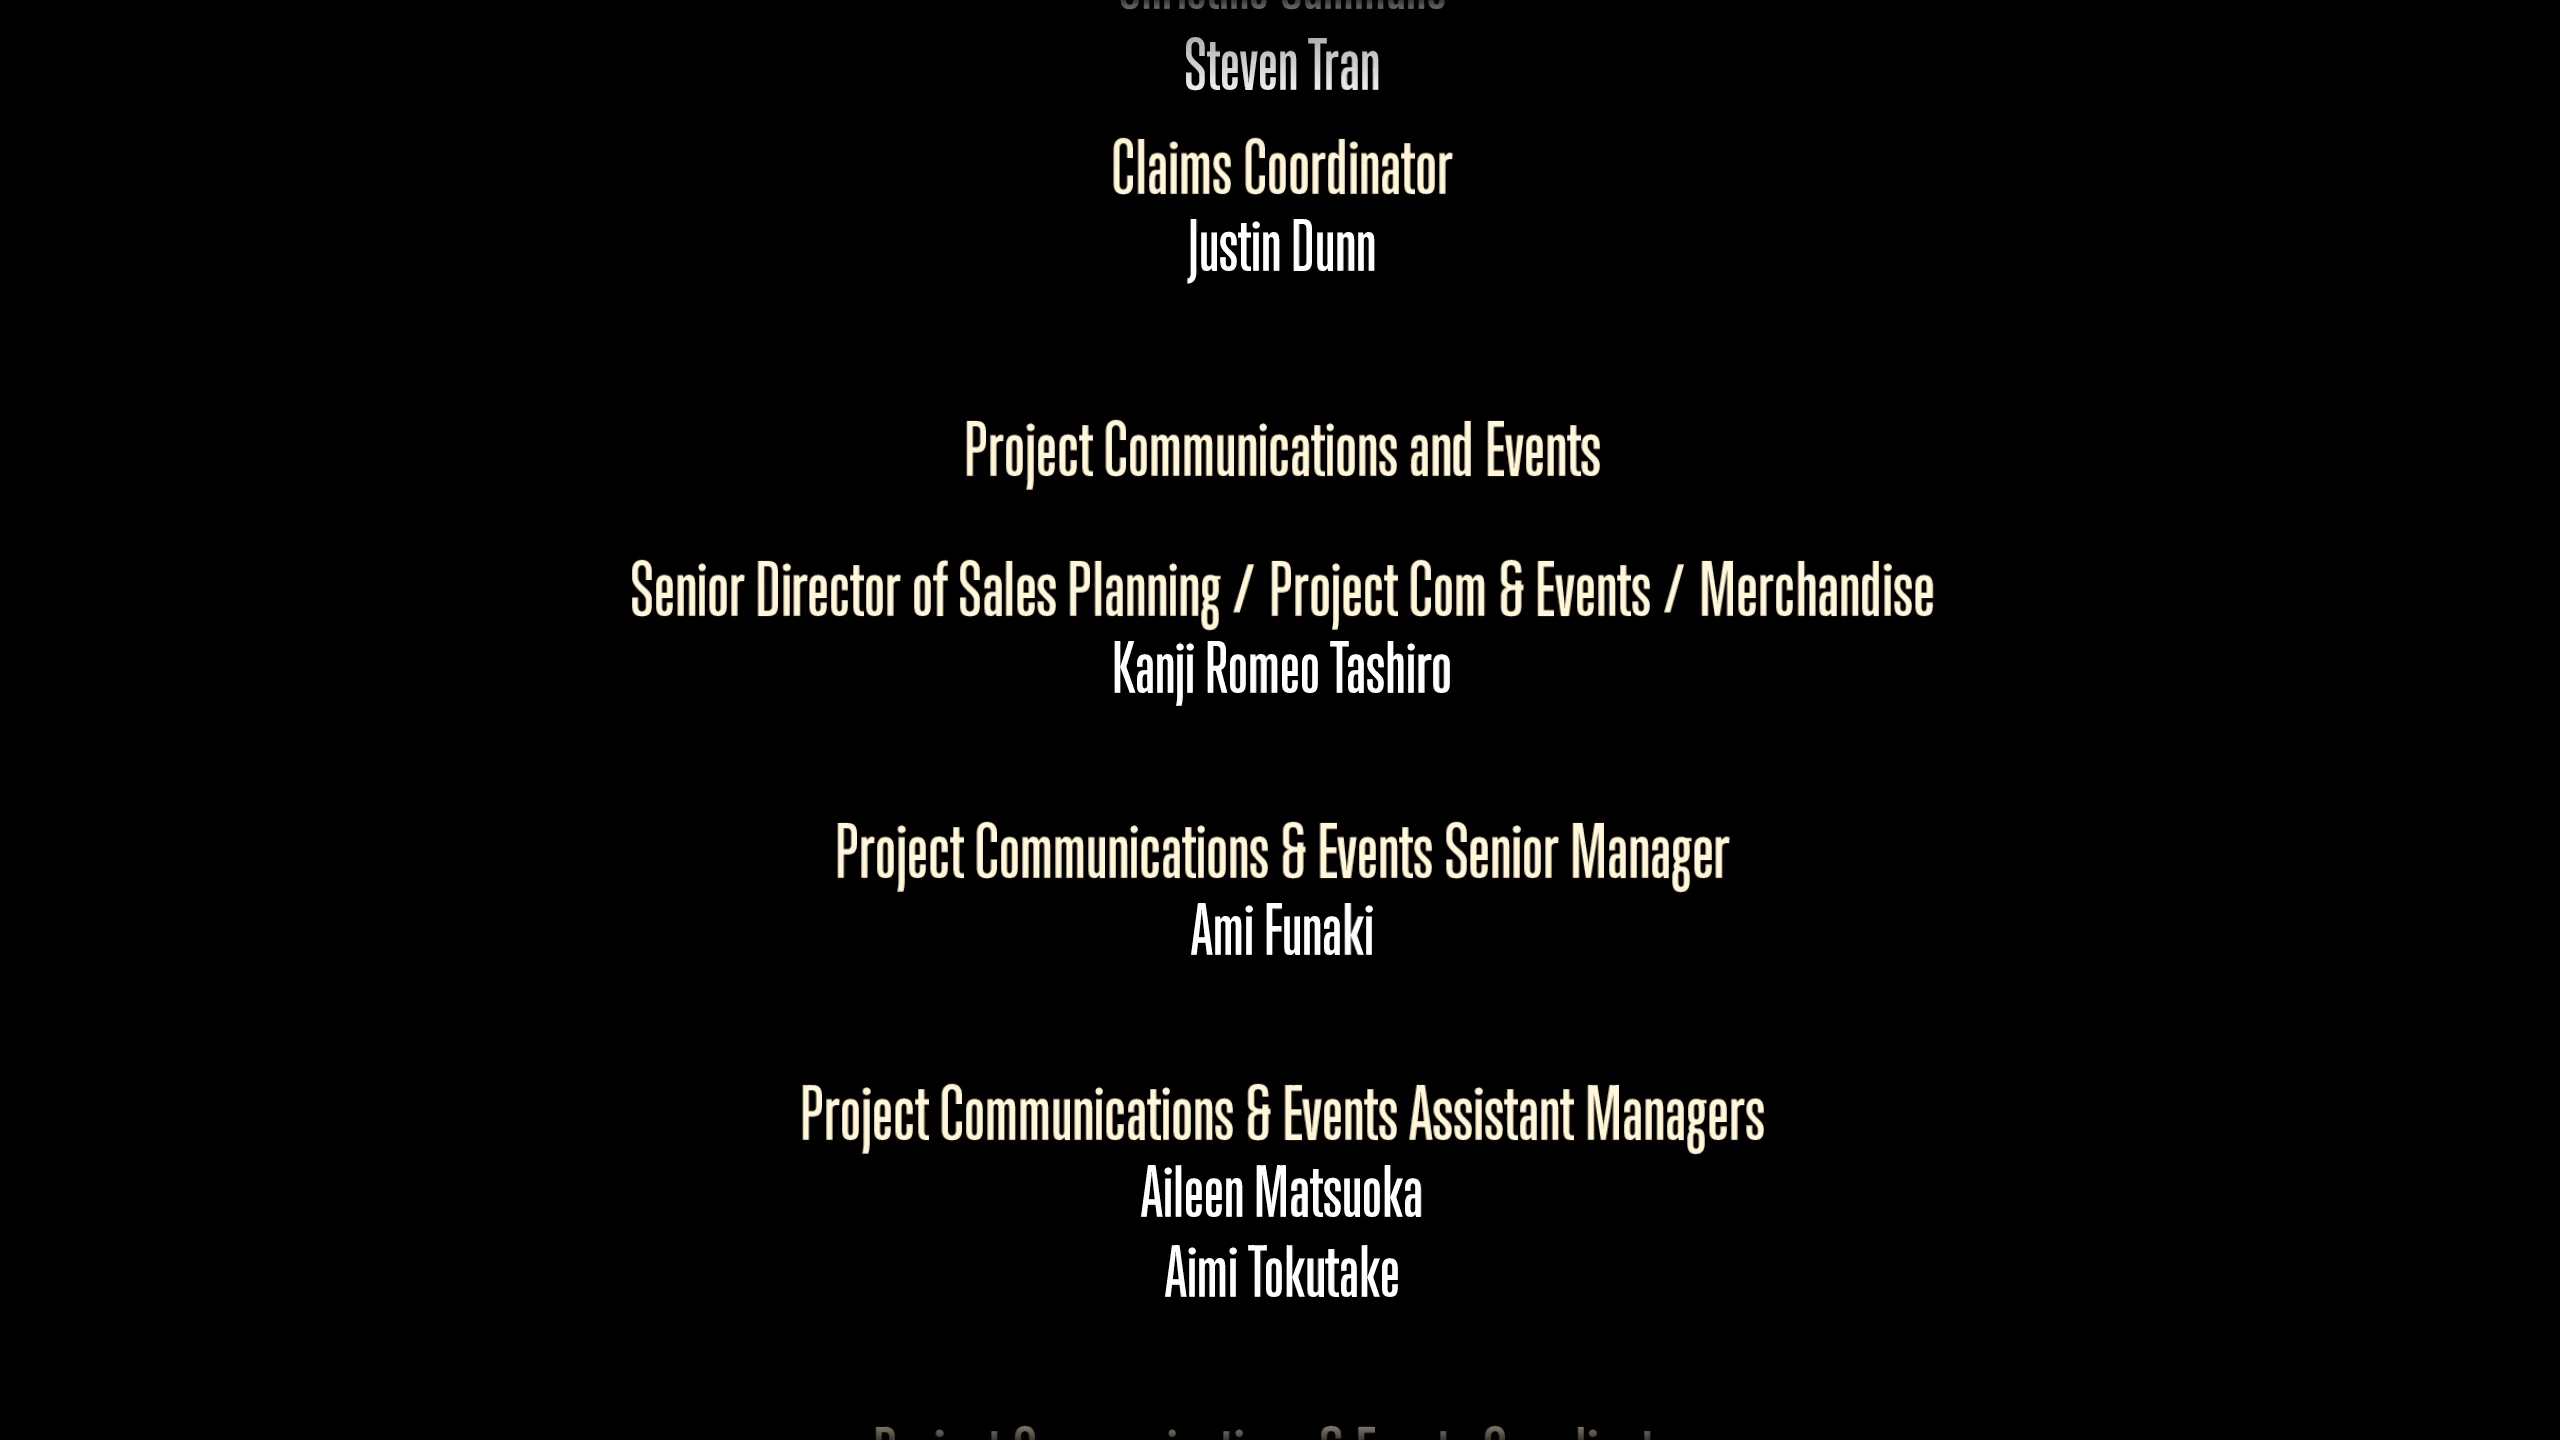 Steven Tran
Claims Coordinator
Justin Dunn
Project Communications and Events
Senior Director of Sales Planning / Project Com & Events / Merchandise
Kanji Romeo Tashiro
Project Communications & Events Senior Manager
Ami Funaki
Project Communications & Events Assistant Managers
Aileen Matsuoka
Aimi Tokutake